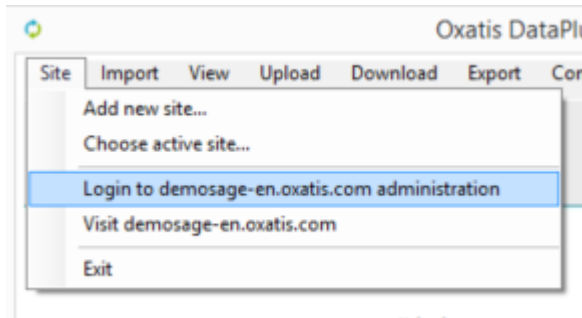 Oxatis DataPlu
Site Import View Upload Download Export Con
Add new site...
Choose active site...
Login to demosage-en.oxatis.com administration
Visit demosage-en.oxatis.com
Exit